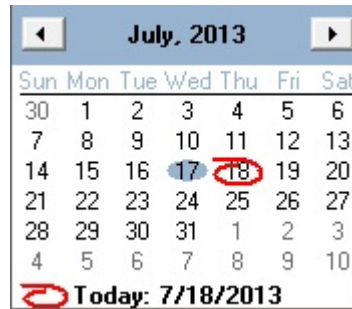 July, 2013
Sun Mon Tue Wed Thu Fri Sat
30 1 2 3 4 5 6
7 8 9 10 11 12 13
14 15 16 17 18 19 20
21 22 23 24 25 26 27
28 29 30 31 1 2 3
4 5 6 7 8 9 10
Today: 7/18/2013